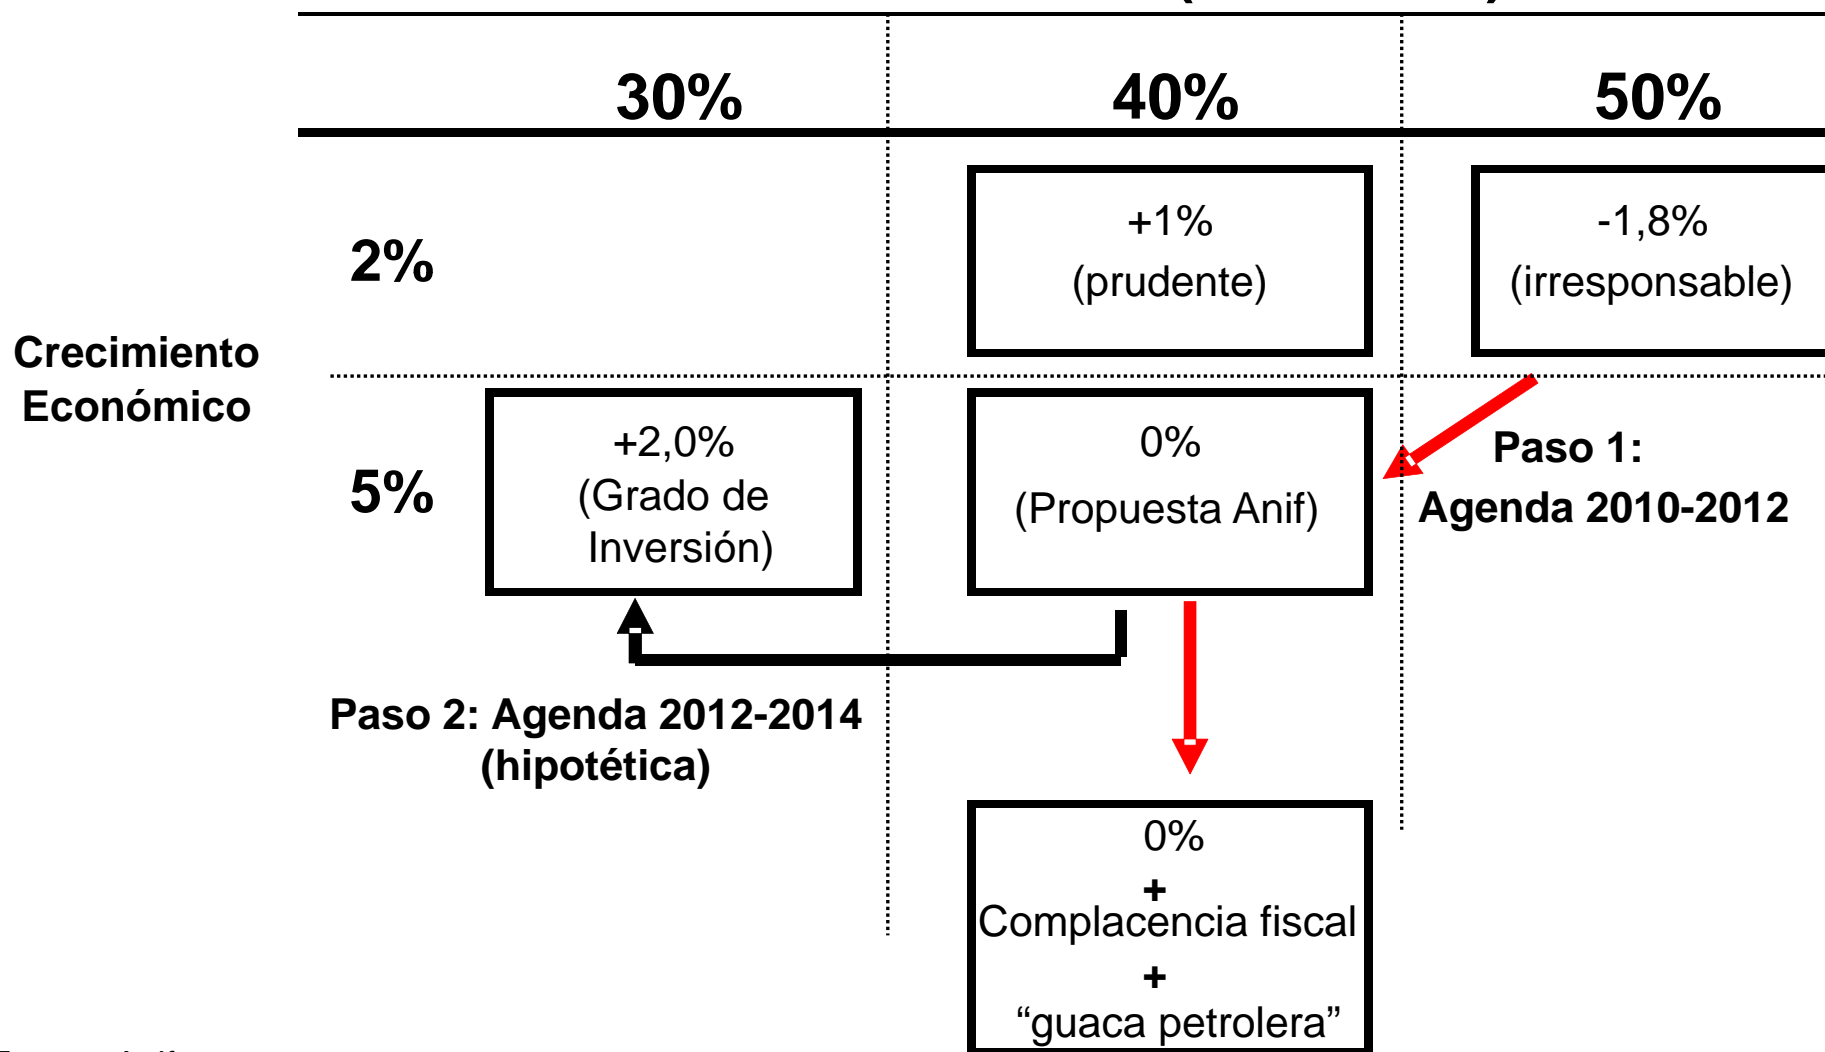 30%
40%
50%
2%
+1%
(prudente)
-1,8%
(irresponsable)
Crecimiento
Económico
5%
+2,0%
(Grado de
Inversión)
0%
(Propuesta Anif)
Paso 1:
Agenda 2010-2012
Paso 2: Agenda 2012-2014
(hipotética)
0%
+
Complacencia fiscal
+
“guaca petrolera”